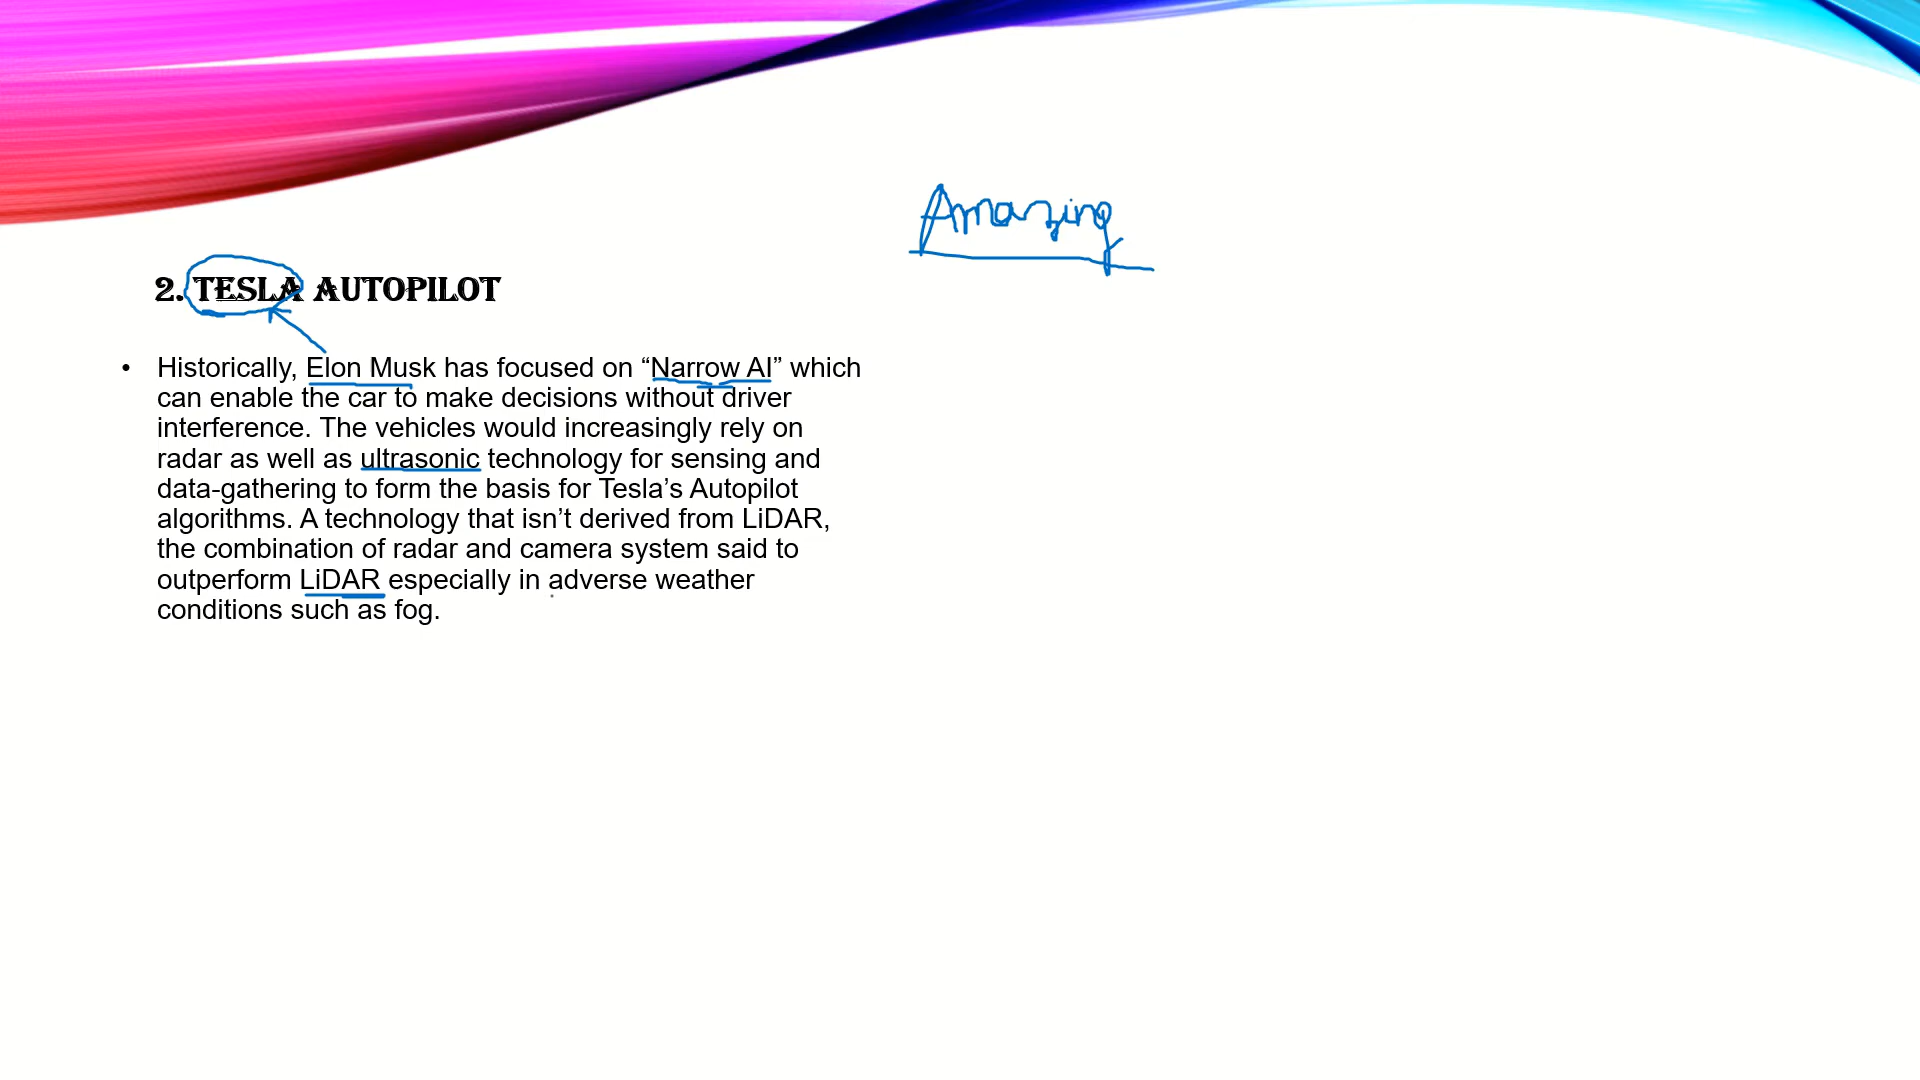 Amazing
2. TESLA AUTOPILOT
• Historically, Elon Musk has focused on “Narrow AI” which
can enable the car to make decisions without driver
interference. The vehicles would increasingly rely on
radar as well as ultrasonic technology for sensing and
data-gathering to form the basis for Tesla’s Autopilot
algorithms. A technology that isn’t derived from LiDAR,
the combination of radar and camera system said to
outperform LiDAR especially in adverse weather
conditions such as fog.